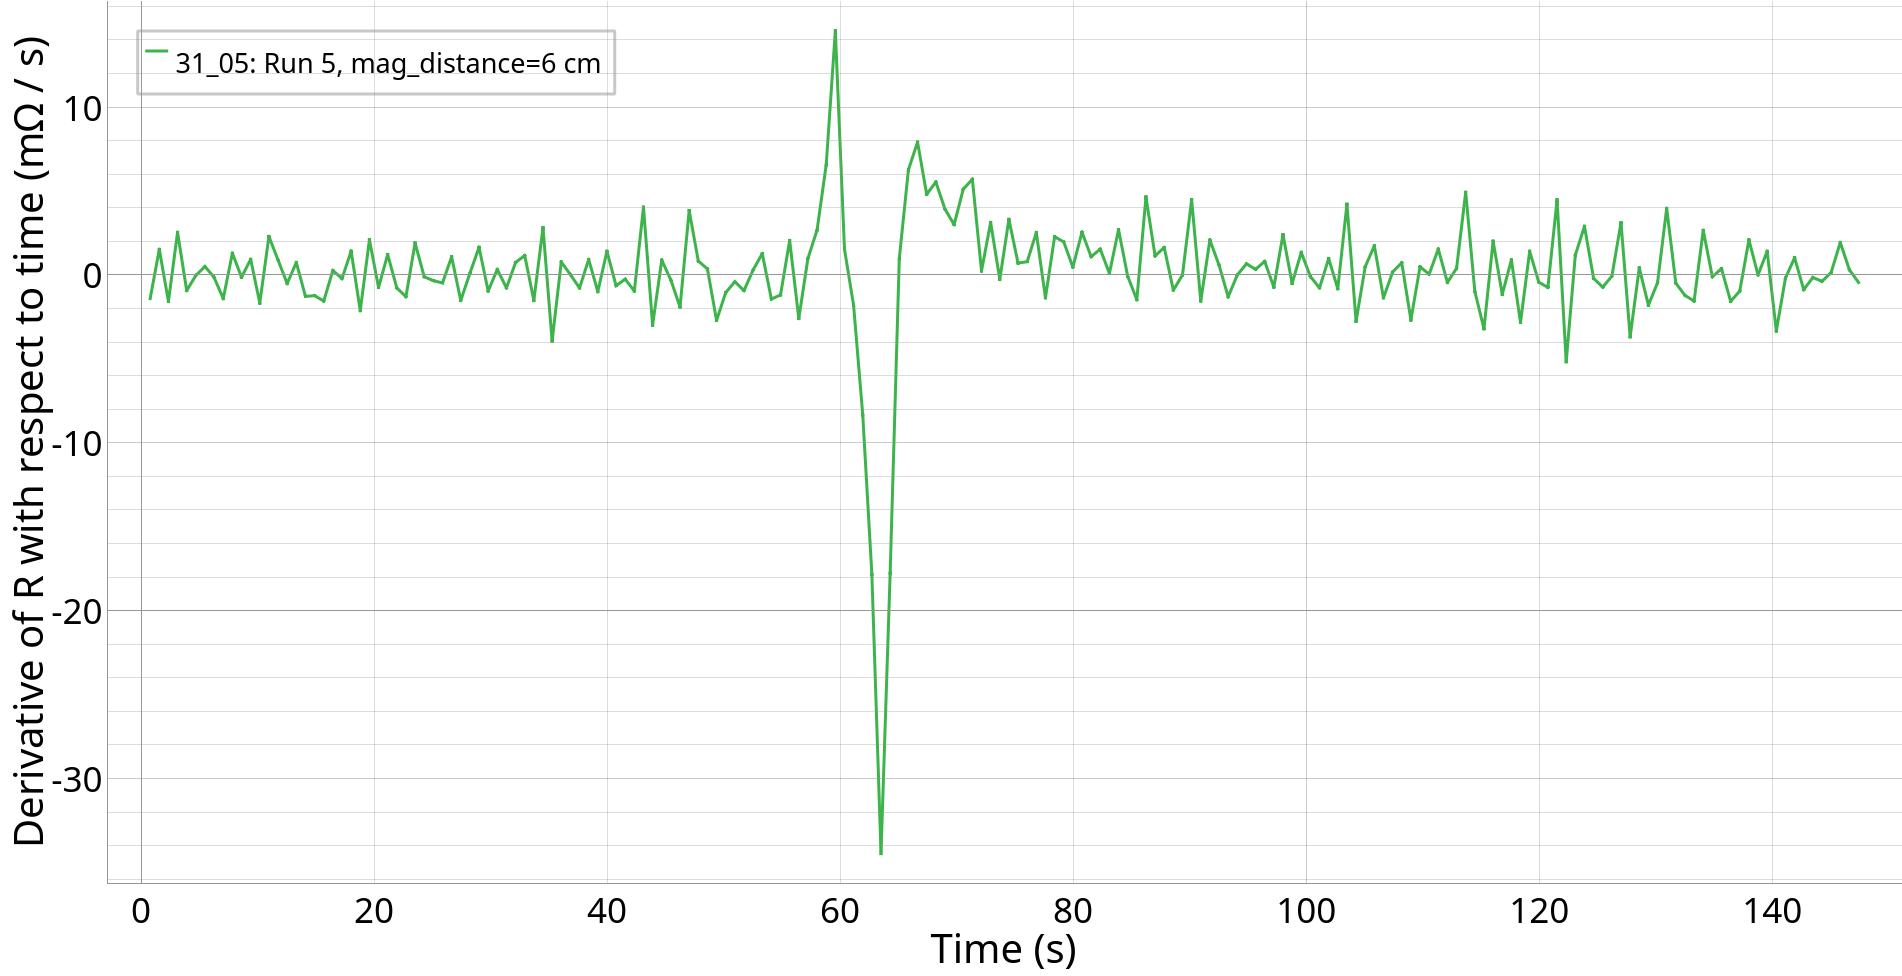 31_05: Run 5, mag_distance=6 cm
Derivative of R with respect to time (mΩ / s)
10
0
-10
-20
-30
0 20 40 60 80 100 120 140
Time (s)